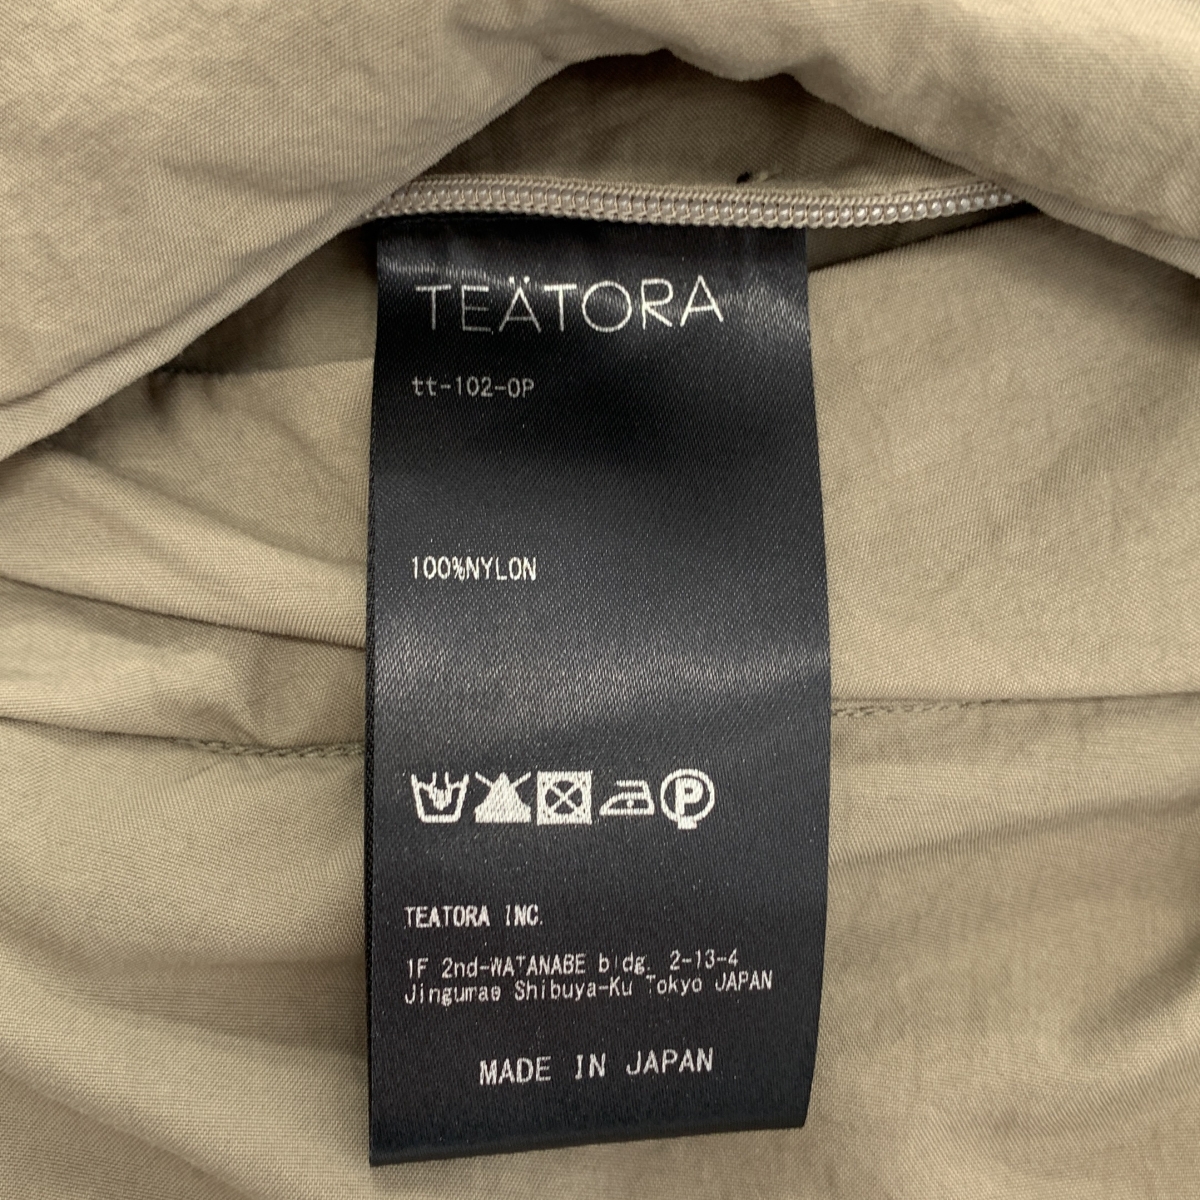 TEÄTORA
tt-102-OP
100%NYLON
P
TEATORA INC.
1F 2nd-WATANABE bldg. 2-13-4
Jingumae Shibuya-Ku Tokyo JAPAN
MADE IN JAPAN